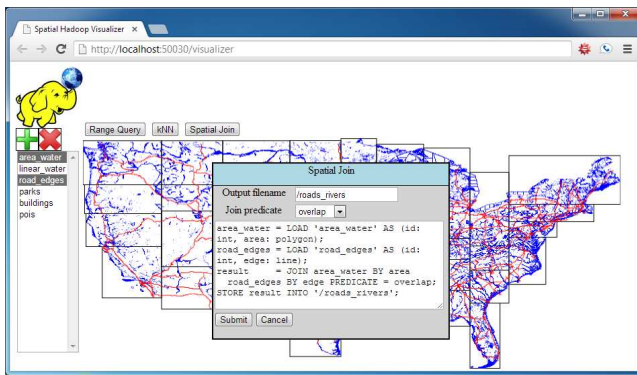 Spatial Hadoop Visualizer
http://localhost:50030/visualizer
Range Query kNN Spatial Join
area_water
linear_water
road_edges
parks
buildings
pois
Spatial Join
Output filename /roads_rivers
Join predicate overlap
area_water = LOAD 'area_water' AS (id:
int, area: polygon);
road_edges = LOAD 'road_edges' AS (id:
int, edge: line);
result = JOIN area_water BY area
road_edges BY edge PREDICATE = overlap;
STORE result INTO '/roads_rivers';
Submit Cancel